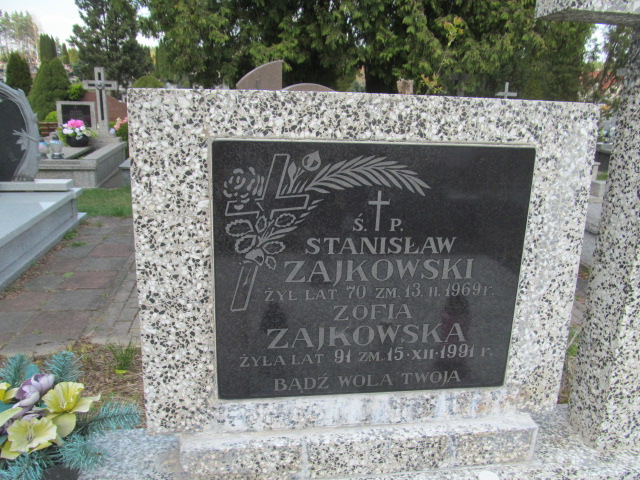 Ś. P.
STANISŁAW
ZAJKOWSKI
ŻYŁ LAT 70 ZM. 13.II.1969 r.
ZOFIA
ZAJKOWSKA
ŻYŁA LAT 91 ZM. 15·XII·1991 r.
BĄDŹ WOLA TWOJA